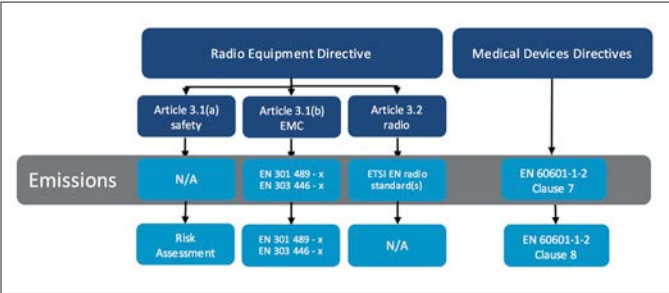 Radio Equipment Directive
Medical Devices Directives
Article 3.1(a)
safety
Article 3.1(b)
EMC
Article 3.2
radio
Emissions
N/A
EN 301 489 - x
EN 303 446 - x
ETSI EN radio
standard(s)
EN 60601-1-2
Clause 7
Risk
Assessment
EN 301 489 - x
EN 303 446 - x
N/A
EN 60601-1-2
Clause 8